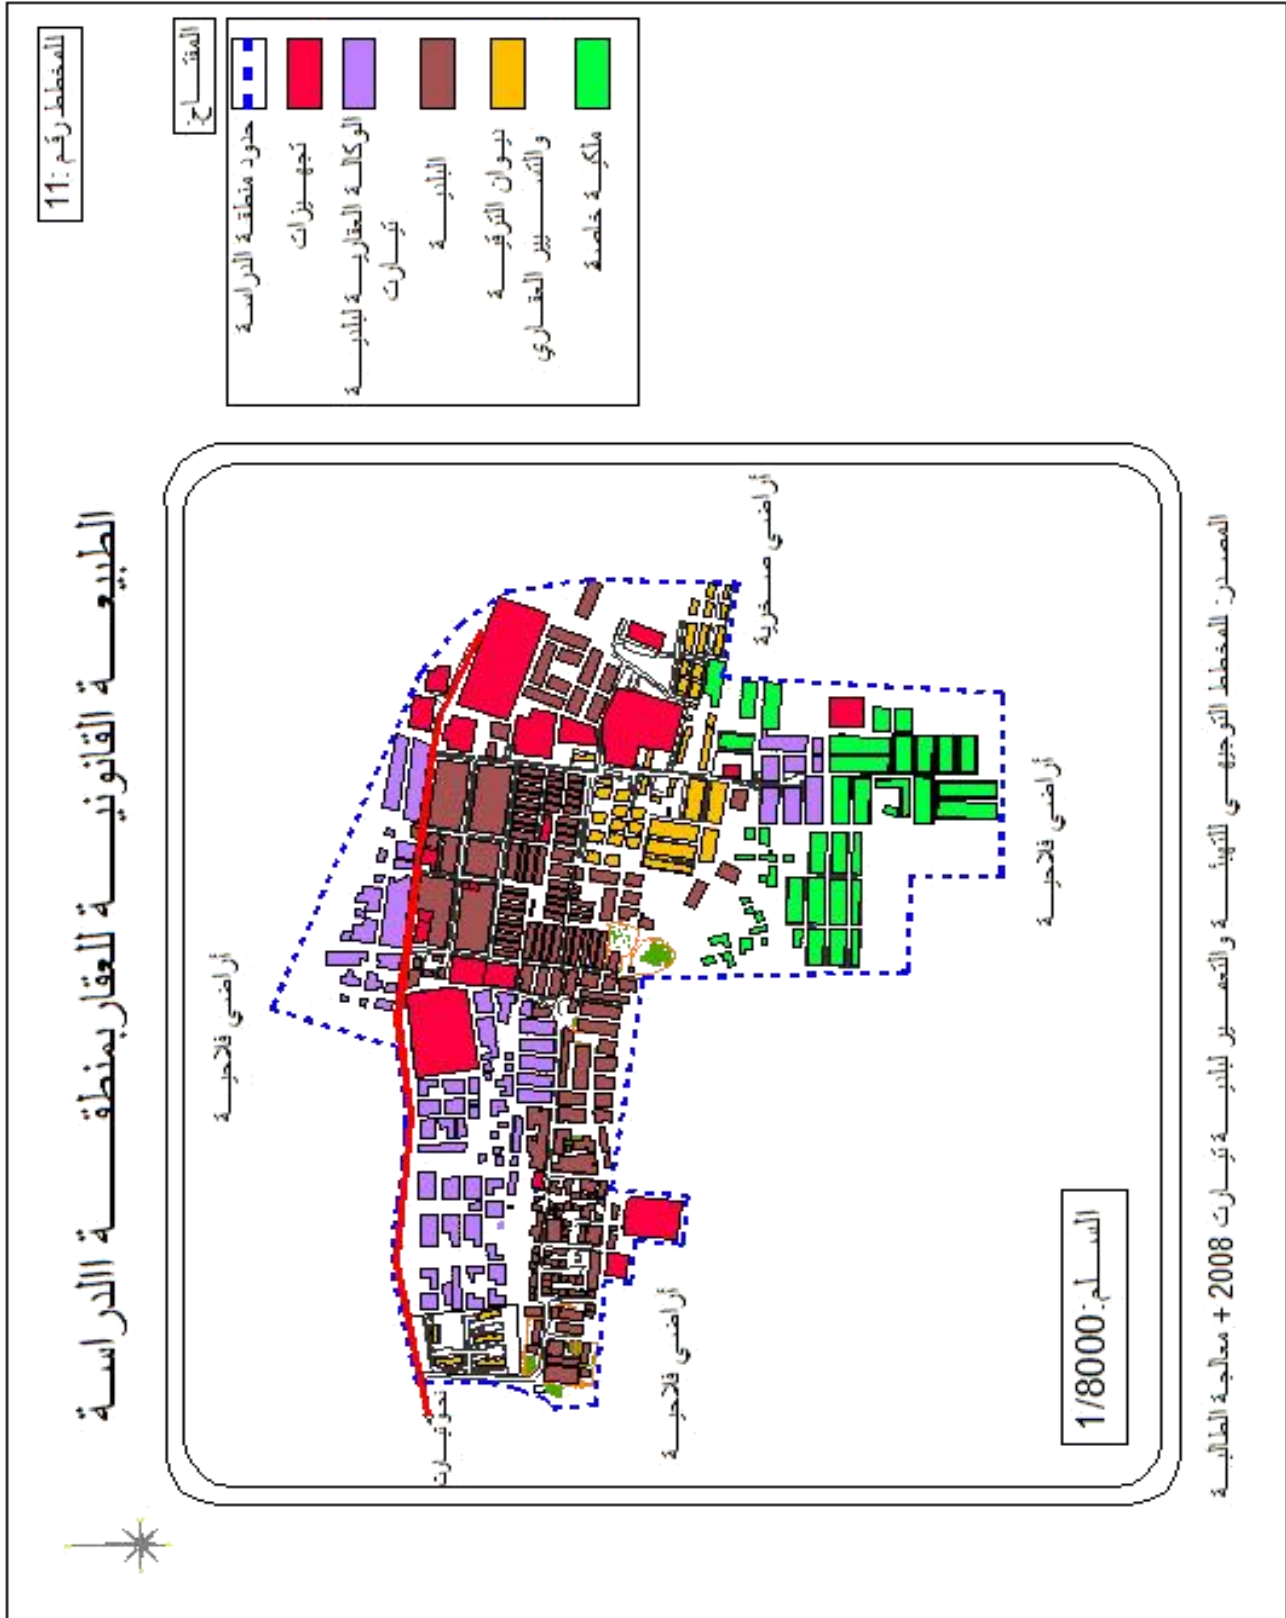 المخطط رقم: 11
الطبيعة القانونية للعقار بمنطقة االدراسة
المفتاح:
حدود منطقة الدراسة
تجهيزات
الوكالة العقارية لبلدية
تيارت
البلدية
ديوان الترقية
والتسيير العقاري
ملكية خاصة
أراضي فلاحية
أراضي صخرية
أراضي فلاحية
أراضي فلاحية
نحو تيارت
السلم: 1/8000
المصدر: المخطط التوجيهي للتهيئة والتعمير لبلدية تيارت 2008 + معالجة الطالبة